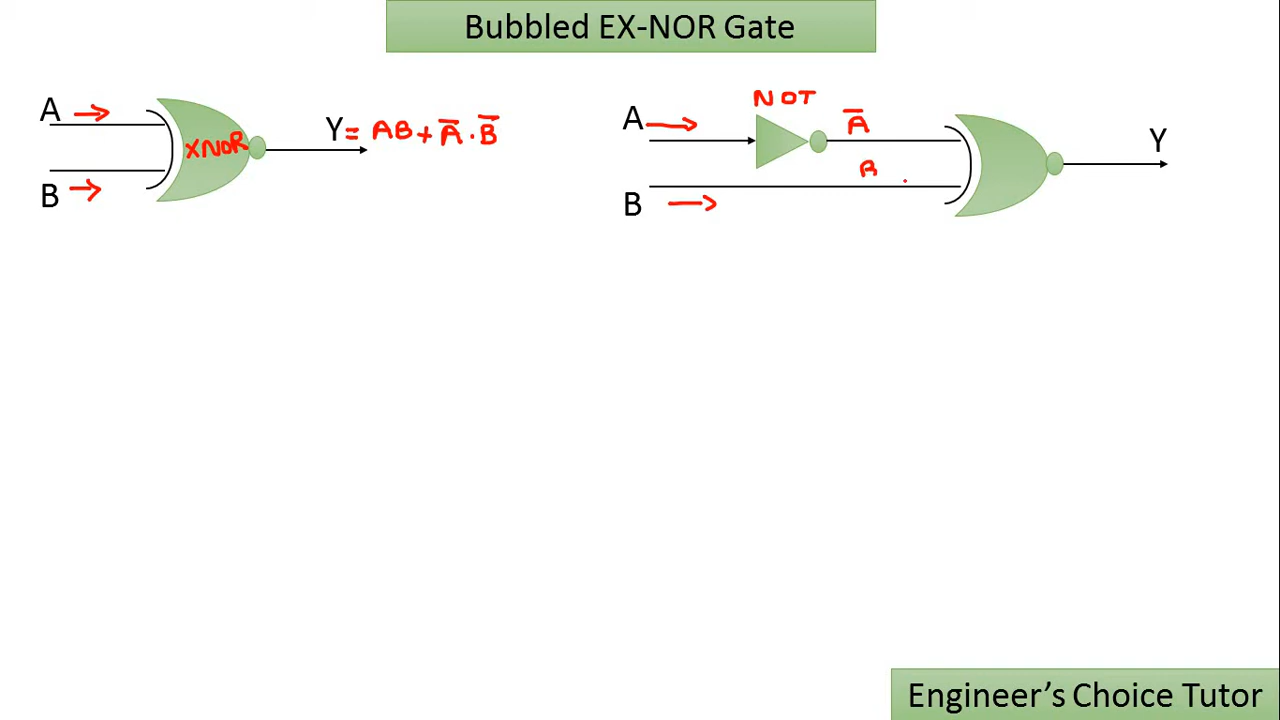 Bubbled EX-NOR Gate
A
XNOR
Y = AB + A̅ . B̅
B
NOT
A
A̅
Y
B
B
Engineer's Choice Tutor